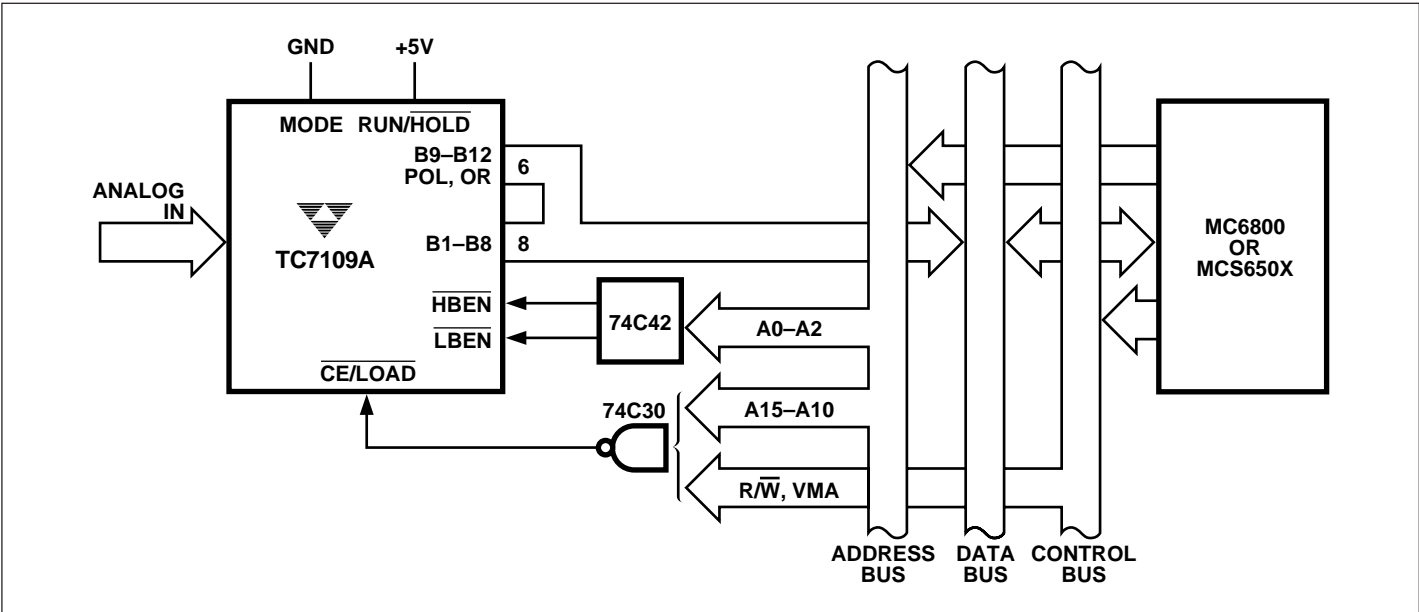 GND +5V
MODE RUN/HOLD
B9–B12
POL, OR
6
ANALOG
IN
TC7109A
B1–B8
8
HBEN
LBEN
74C42
A0–A2
CE/LOAD
74C30
A15–A10
R/W, VMA
MC6800
OR
MCS650X
ADDRESS
BUS
DATA
BUS
CONTROL
BUS